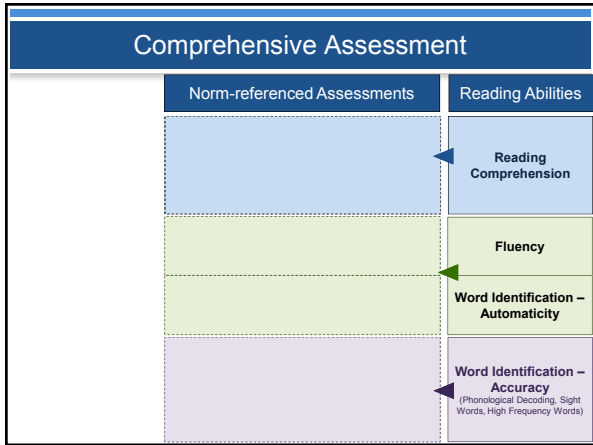 Comprehensive Assessment
Norm-referenced Assessments
Reading Abilities
Reading
Comprehension
Fluency
Word Identification –
Automaticity
Word Identification –
Accuracy
(Phonological Decoding, Sight
Words, High Frequency Words)